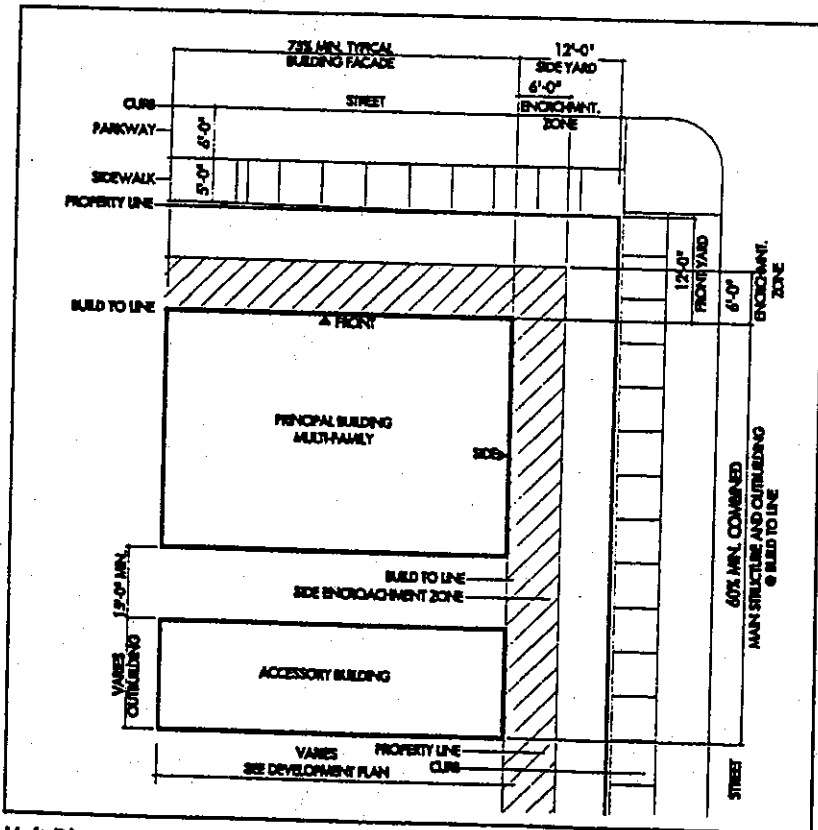 75% MIN. TYPICAL
BUILDING FACADE
12'-0"
SIDE YARD
6'-0"
ENCRCHMNT.
ZONE
CURB
STREET
PARKWAY
6'-0"
SIDEWALK
5'-0"
PROPERTY LINE
12'-0"
FRONT YARD
6'-0"
ENCRCHMNT.
ZONE
BUILD TO LINE
FRONT
PRINCIPAL BUILDING
MULTI-FAMILY
SIDE
60% MIN. COMBINED
MAIN STRUCTURE AND OUTBUILDING
@ BUILD TO LINE
15'-0" MIN.
BUILD TO LINE
SIDE ENCROACHMENT ZONE
VARIES
OUTBUILDING
ACCESSORY BUILDING
VARIES
SEE DEVELOPMENT PLAN
PROPERTY LINE
CURB
STREET